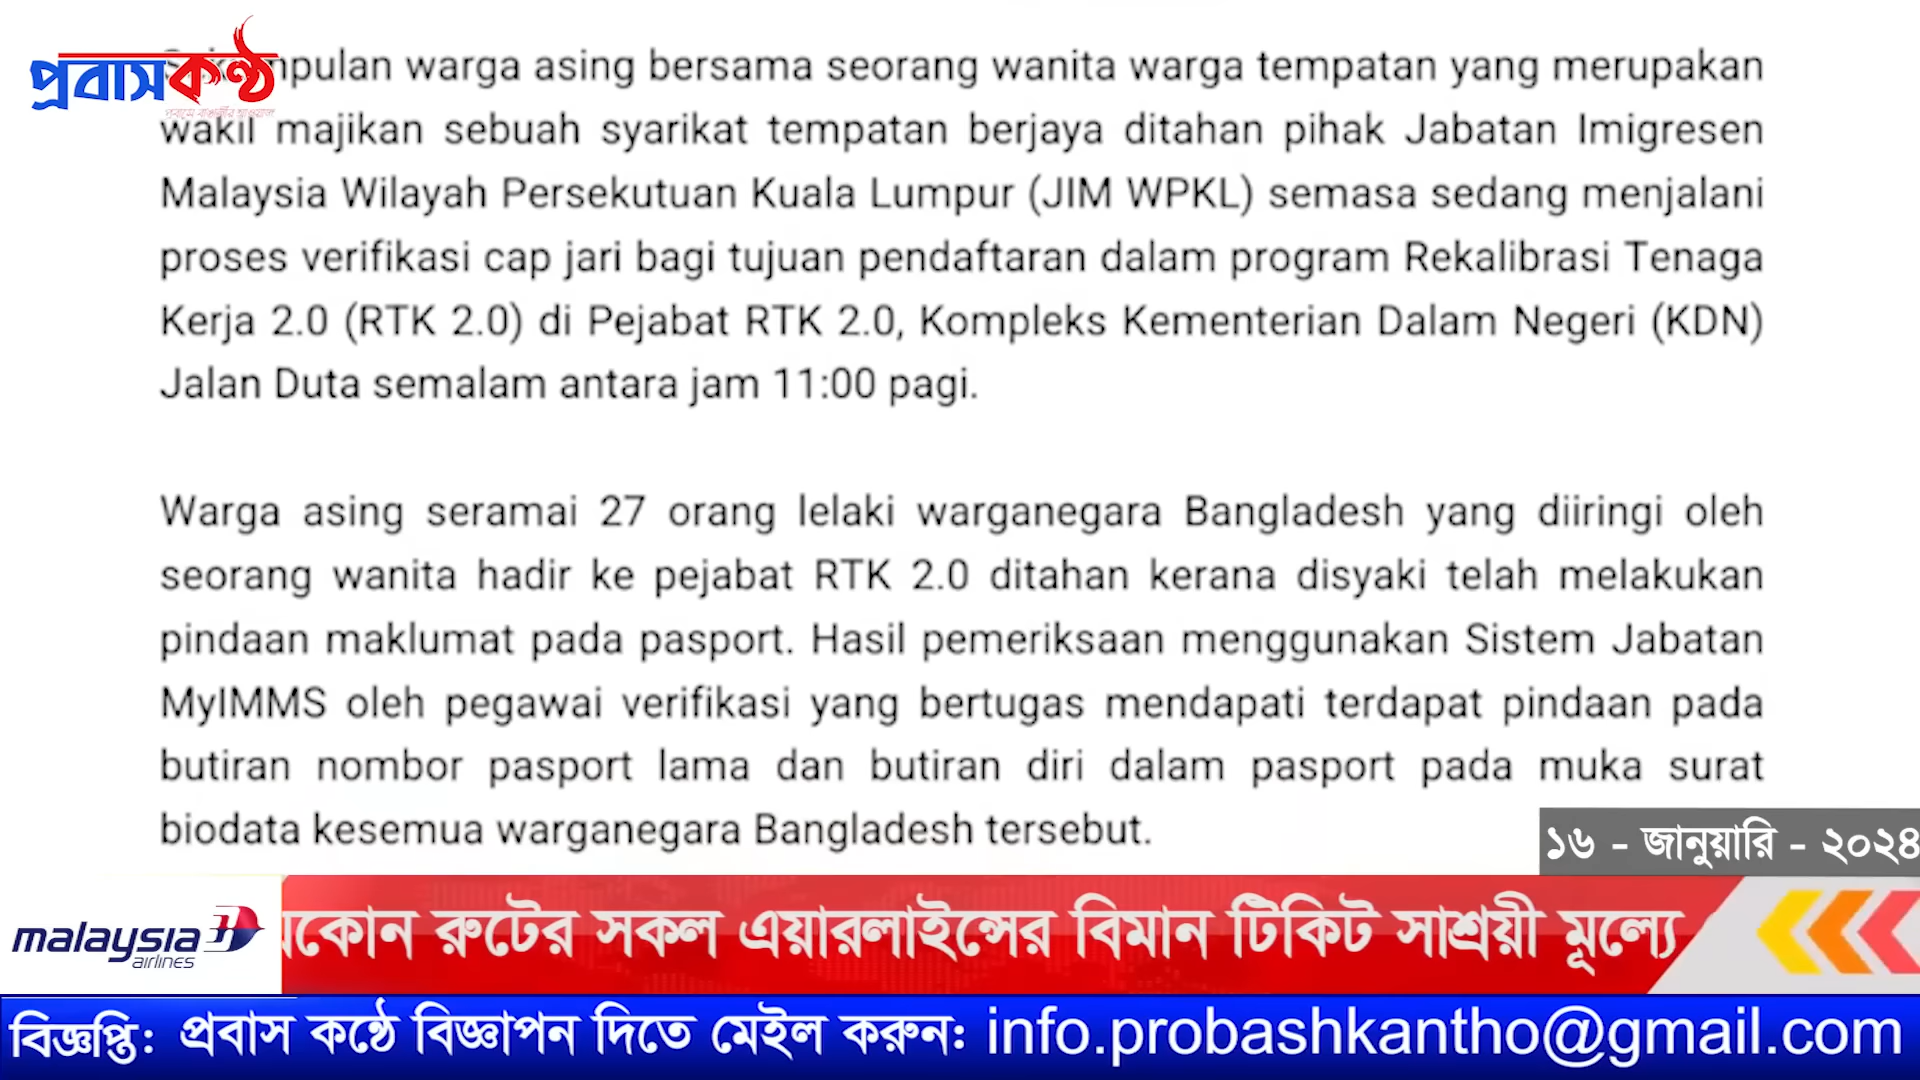 প্রবাসকণ্ঠ
warga asing bersama seorang wanita warga tempatan yang merupakan
wakil majikan sebuah syarikat tempatan berjaya ditahan pihak Jabatan Imigresen
Malaysia Wilayah Persekutuan Kuala Lumpur (JIM WPKL) semasa sedang menjalani
proses verifikasi cap jari bagi tujuan pendaftaran dalam program Rekalibrasi Tenaga
Kerja 2.0 (RTK 2.0) di Pejabat RTK 2.0, Kompleks Kementerian Dalam Negeri (KDN)
Jalan Duta semalam antara jam 11:00 pagi.
Warga asing seramai 27 orang lelaki warganegara Bangladesh yang diiringi oleh
seorang wanita hadir ke pejabat RTK 2.0 ditahan kerana disyaki telah melakukan
pindaan maklumat pada pasport. Hasil pemeriksaan menggunakan Sistem Jabatan
MyIMMS oleh pegawai verifikasi yang bertugas mendapati terdapat pindaan pada
butiran nombor pasport lama dan butiran diri dalam pasport pada muka surat
biodata kesemua warganegara Bangladesh tersebut.
১৬ - জানুয়ারি - ২০২৪
malaysia airlines
রুটের সকল এয়ারলাইন্সের বিমান টিকিট সাশ্রয়ী মূল্যে
বিজ্ঞপ্তি: প্রবাস কন্ঠে বিজ্ঞাপন দিতে মেইল করুন: info.probashkantho@gmail.com